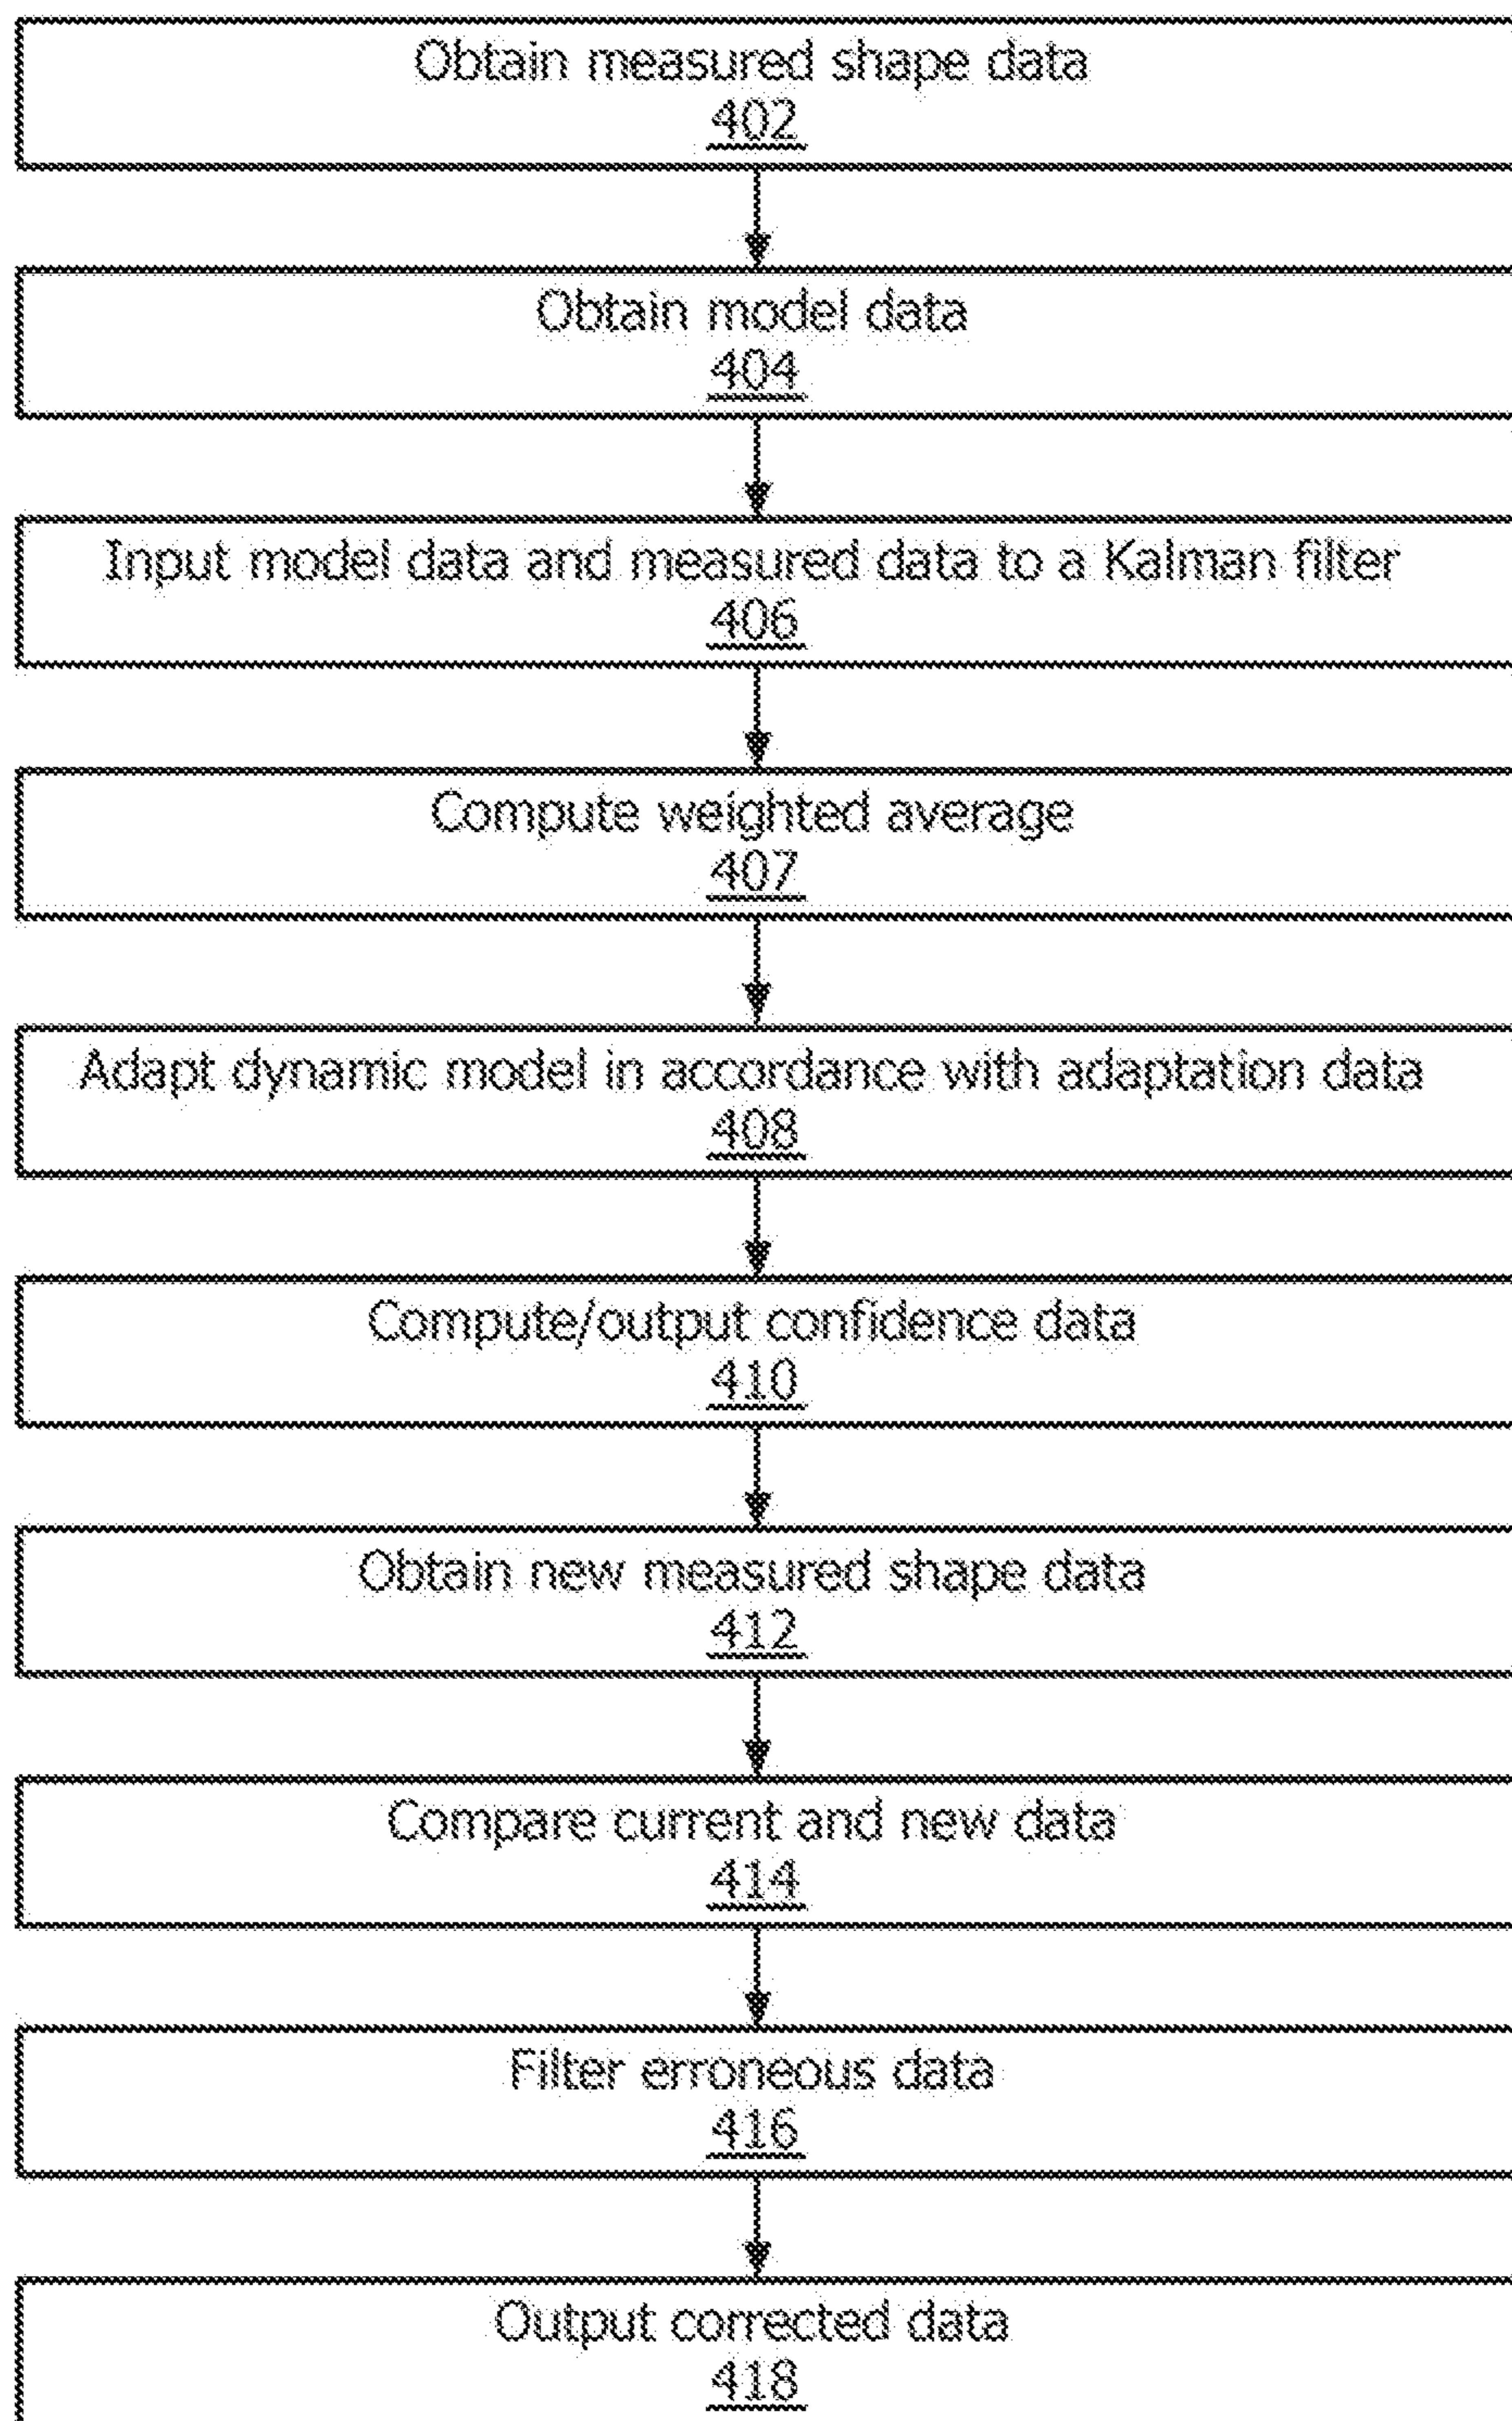 Obtain measured shape data
402
Obtain model data
404
Input model data and measured data to a Kalman filter
406
Compute weighted average
407
Adapt dynamic model in accordance with adaptation data
408
Compute/output confidence data
410
Obtain new measured shape data
412
Compare current and new data
414
Filter erroneous data
416
Output corrected data
418